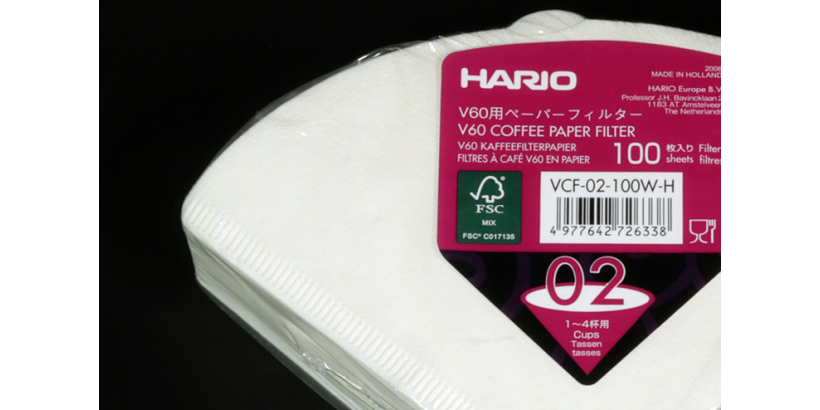 HARIO
2006
MADE IN HOLLAND
HARIO Europe B.V.
Professor J.H. Bavincklaan 2
1183 AT Amstelveen
The Netherlands
V60用ペーパーフィルター
V60 COFFEE PAPER FILTER
V60 KAFFEEFILTERPAPIER
FILTRES À CAFÉ V60 EN PAPIER
100 枚入り Filter
sheets filtres
FSC
MIX
FSC® C017135
VCF-02-100W-H
4 977642 726338
02
1～4杯用
Cups
Tassen
tasses